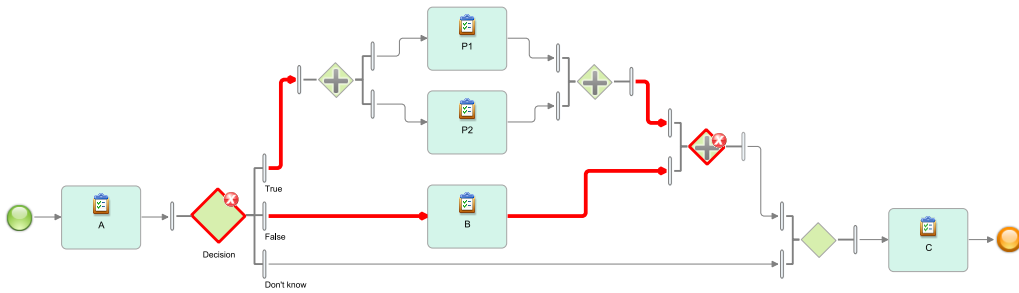 P1
P2
True
A
B
False
Decision
C
Don't know